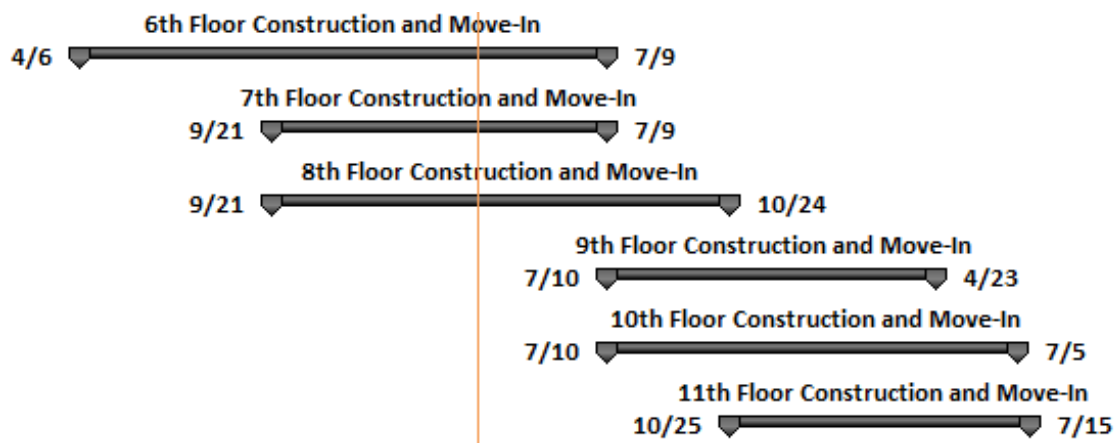 6th Floor Construction and Move-In
4/6 7/9
7th Floor Construction and Move-In
9/21 7/9
8th Floor Construction and Move-In
9/21 10/24
9th Floor Construction and Move-In
7/10 4/23
10th Floor Construction and Move-In
7/10 7/5
11th Floor Construction and Move-In
10/25 7/15